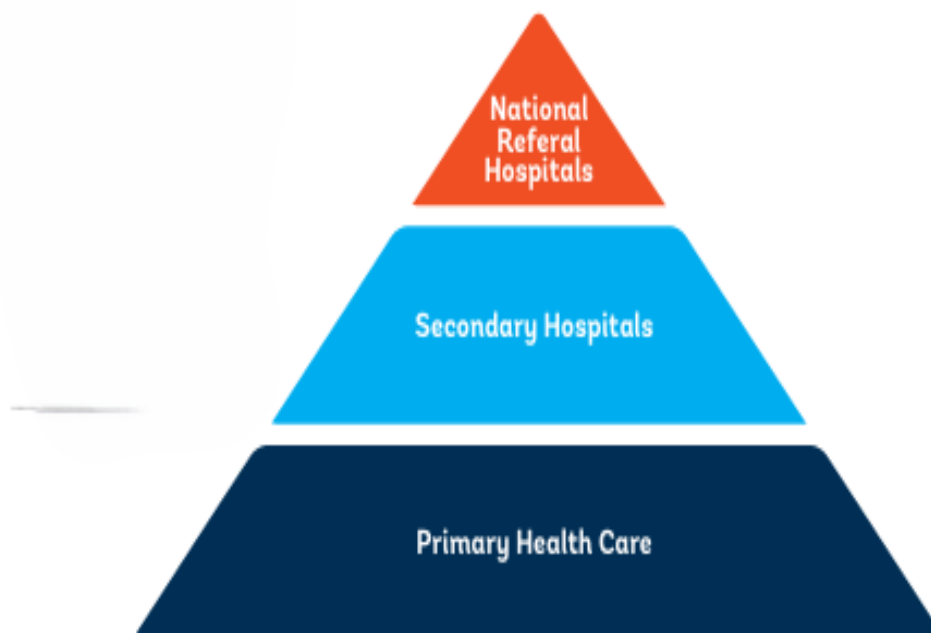 National
Referal
Hospitals
Secondary Hospitals
Primary Health Care